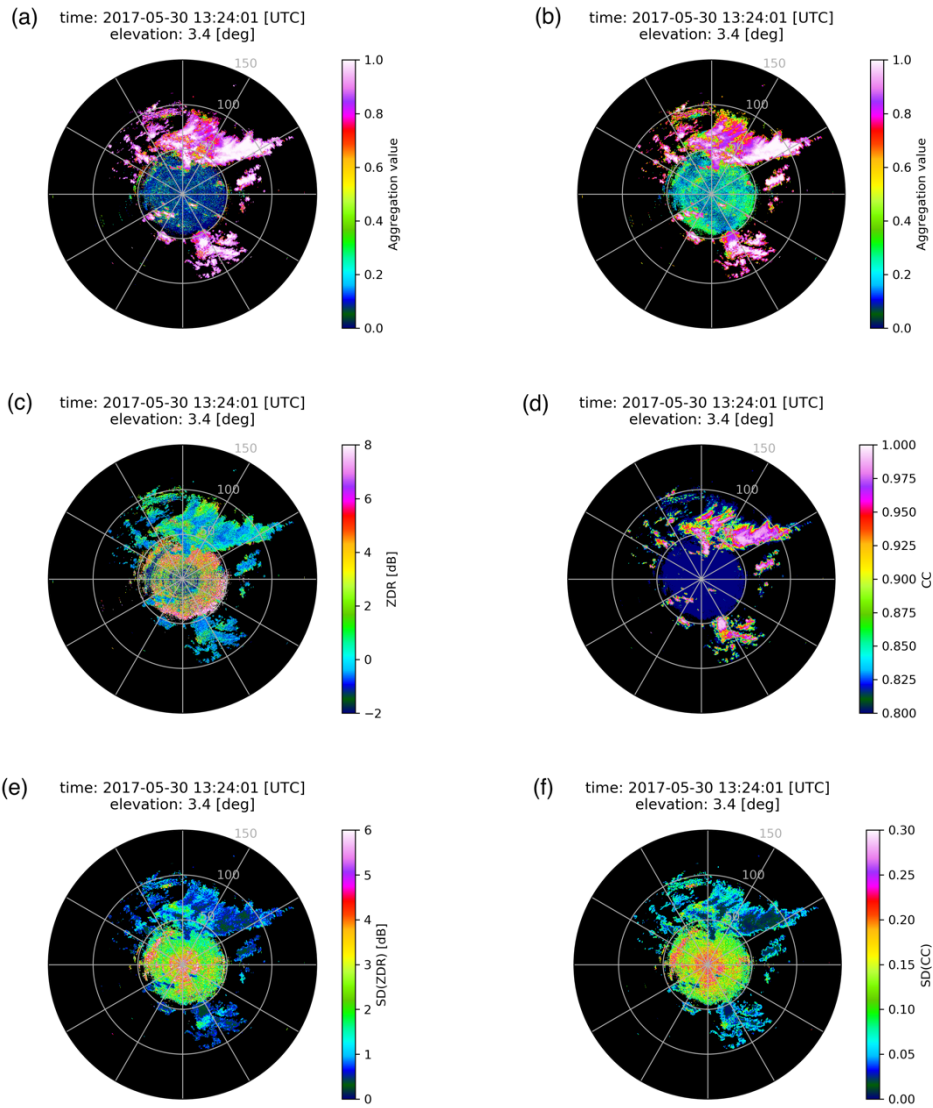 (a) time: 2017-05-30 13:24:01 [UTC]
elevation: 3.4 [deg]
150
100
1.0
0.8
0.6
0.4
0.2
0.0
Aggregation value
(b) time: 2017-05-30 13:24:01 [UTC]
elevation: 3.4 [deg]
150
100
1.0
0.8
0.6
0.4
0.2
0.0
Aggregation value
(c) time: 2017-05-30 13:24:01 [UTC]
elevation: 3.4 [deg]
150
100
8
6
4
2
0
−2
ZDR [dB]
(d) time: 2017-05-30 13:24:01 [UTC]
elevation: 3.4 [deg]
150
100
1.000
0.975
0.950
0.925
0.900
0.875
0.850
0.825
0.800
CC
(e) time: 2017-05-30 13:24:01 [UTC]
elevation: 3.4 [deg]
150
100
6
5
4
3
2
1
0
SD(ZDR) [dB]
(f) time: 2017-05-30 13:24:01 [UTC]
elevation: 3.4 [deg]
150
100
0.30
0.25
0.20
0.15
0.10
0.05
0.00
SD(CC)